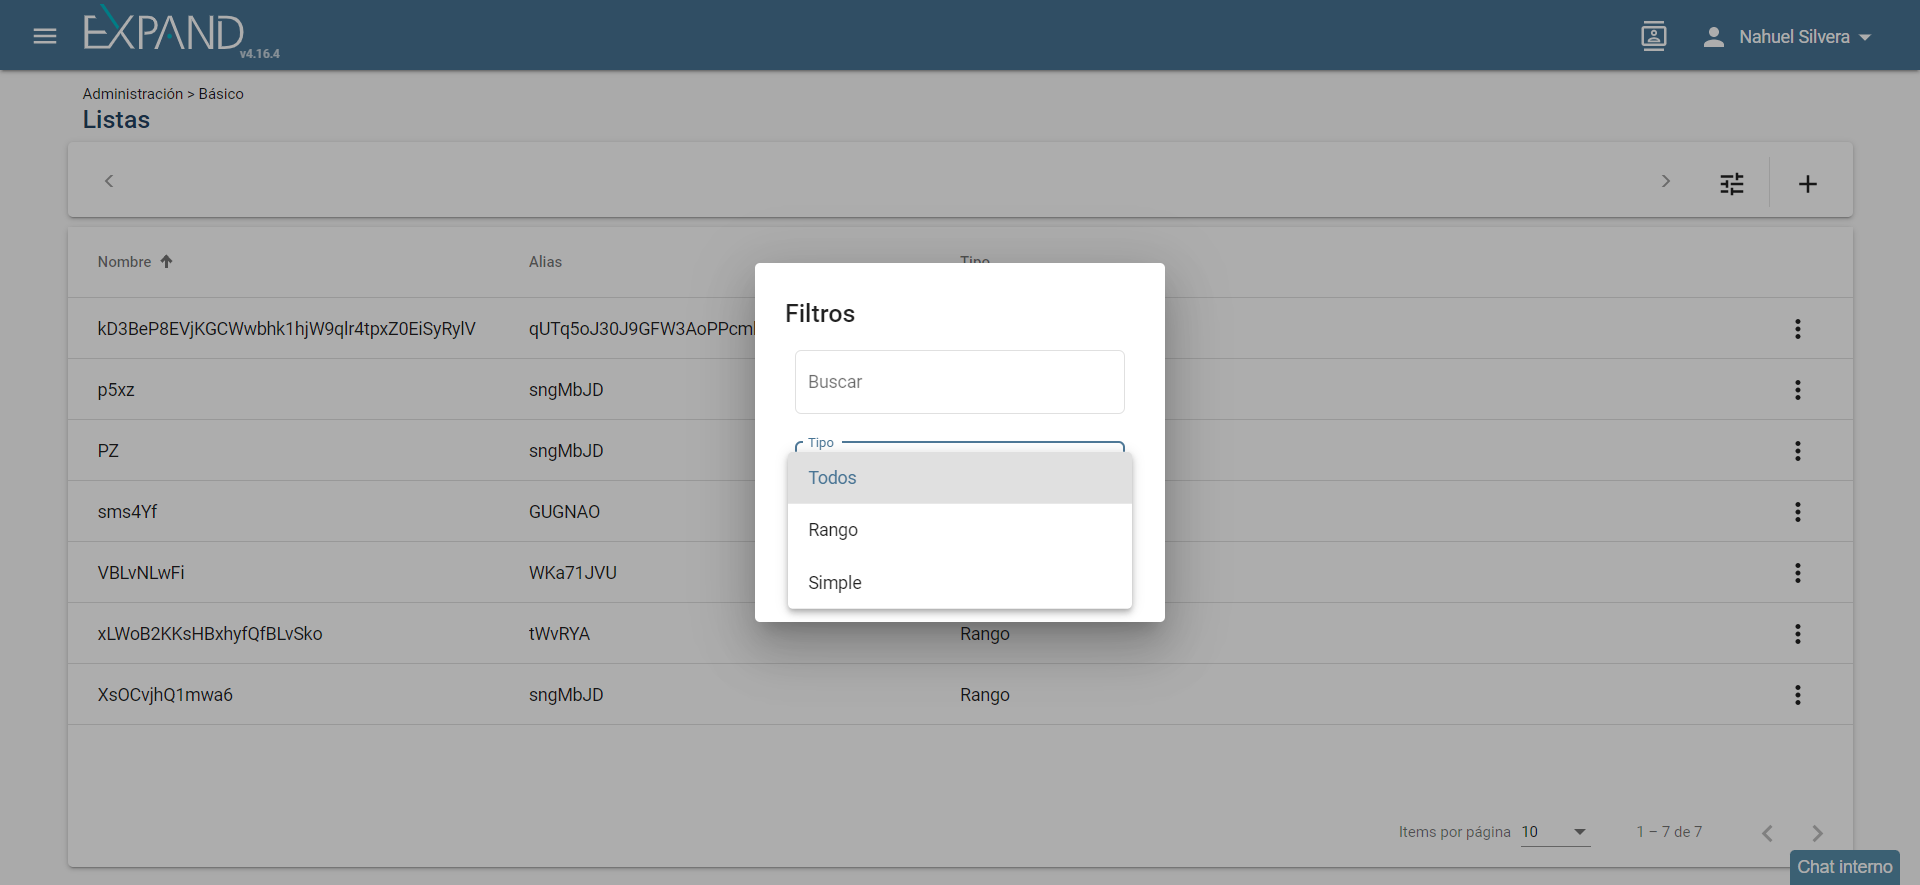 EXPAND
v4.16.4
Nahuel Silvera
Administración > Básico
Listas
Nombre Alias Tipo
kD3BeP8EVjKGCWwbhk1hjW9qlr4tpxZ0EiSyRylV
p5xz sngMbJD
PZ sngMbJD
sms4Yf GUGNAO
VBLvNLwFi WKa71JVU
xLWoB2KKsHBxhyfQfBLvSko tWvRYA Rango
XsOCvjhQ1mwa6 sngMbJD Rango
Filtros
Buscar
Tipo
Todos
Rango
Simple
Items por página 10 1 – 7 de 7
Chat interno